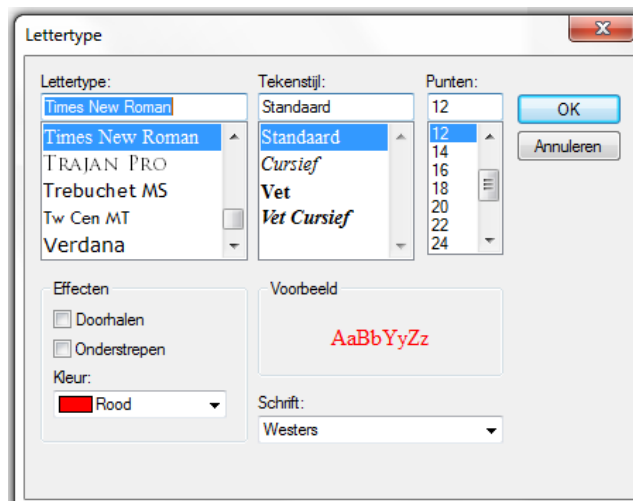 Lettertype
Lettertype:
Times New Roman
Times New Roman
Trajan Pro
Trebuchet MS
Tw Cen MT
Verdana
Tekenstijl:
Standaard
Standaard
Cursief
Vet
Vet Cursief
Punten:
12
12
14
16
18
20
22
24
OK
Annuleren
Effecten
Doorhalen
Onderstrepen
Kleur:
Rood
Voorbeeld
AaBbYyZz
Schrift:
Westers